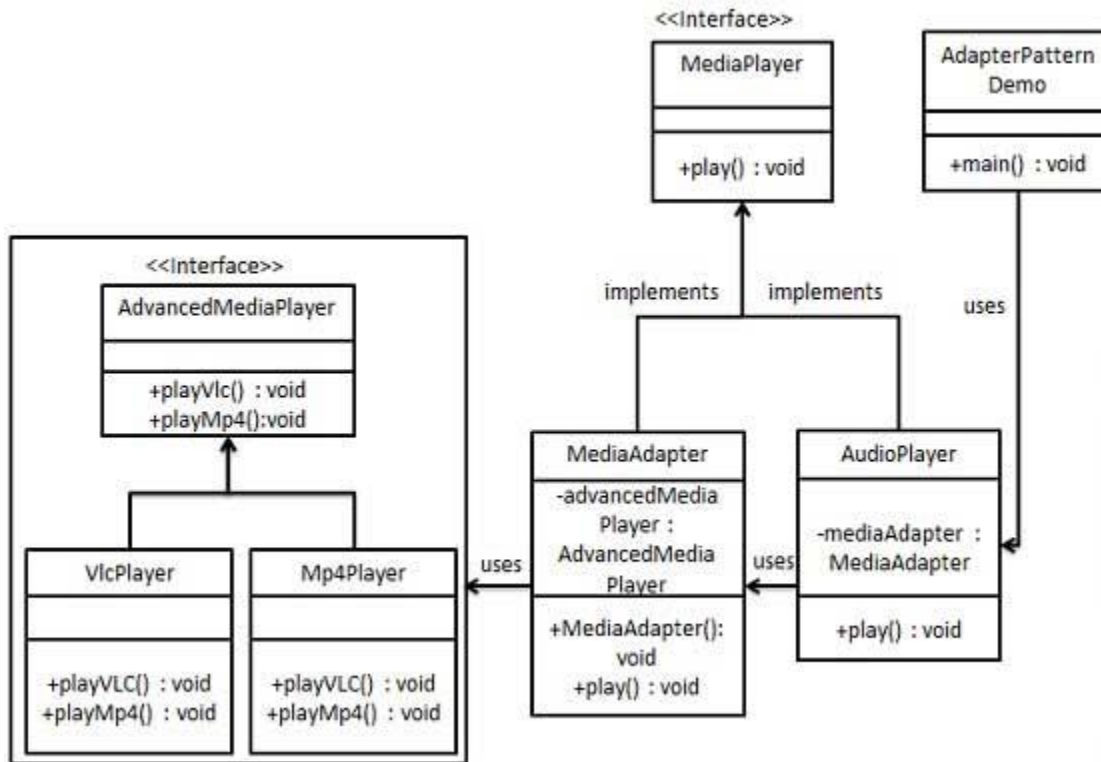 <<Interface>>
MediaPlayer
+play() : void
AdapterPattern
Demo
+main() : void
implements
implements
uses
<<Interface>>
AdvancedMediaPlayer
+playVlc() : void
+playMp4():void
VlcPlayer
+playVLC() : void
+playMp4() : void
Mp4Player
+playVLC() : void
+playMp4() : void
uses
MediaAdapter
-advancedMedia
Player :
AdvancedMedia
Player
+MediaAdapter():
void
+play() : void
uses
AudioPlayer
-mediaAdapter :
MediaAdapter
+play() : void